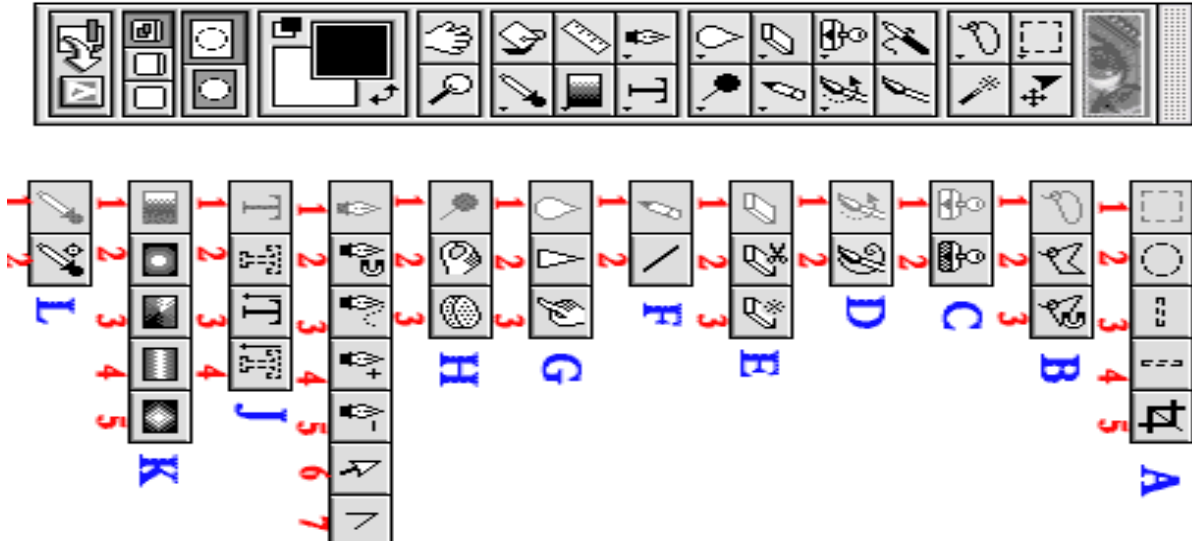 1 2 3 4 5 A
1 2 3 B
1 2 C
1 2 D
1 2 3 E
1 2 F
1 2 3 G
1 2 3 H
1 2 3 4 5 6 7
1 2 3 4 J
1 2 3 4 5 K
1 2 L